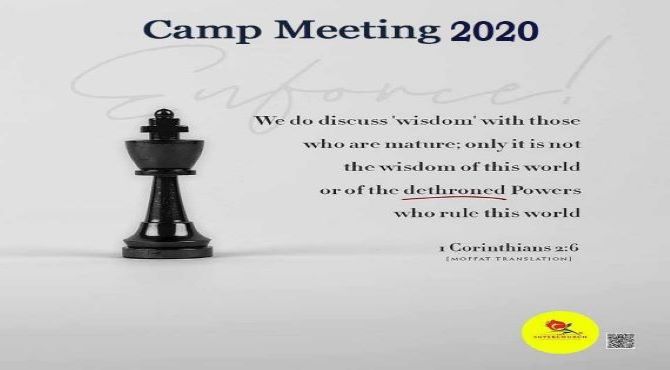 Camp Meeting 2020
Enforce!
We do discuss 'wisdom' with those
who are mature; only it is not
the wisdom of this world
or of the dethroned Powers
who rule this world
1 Corinthians 2:6
[MOFFAT TRANSLATION]